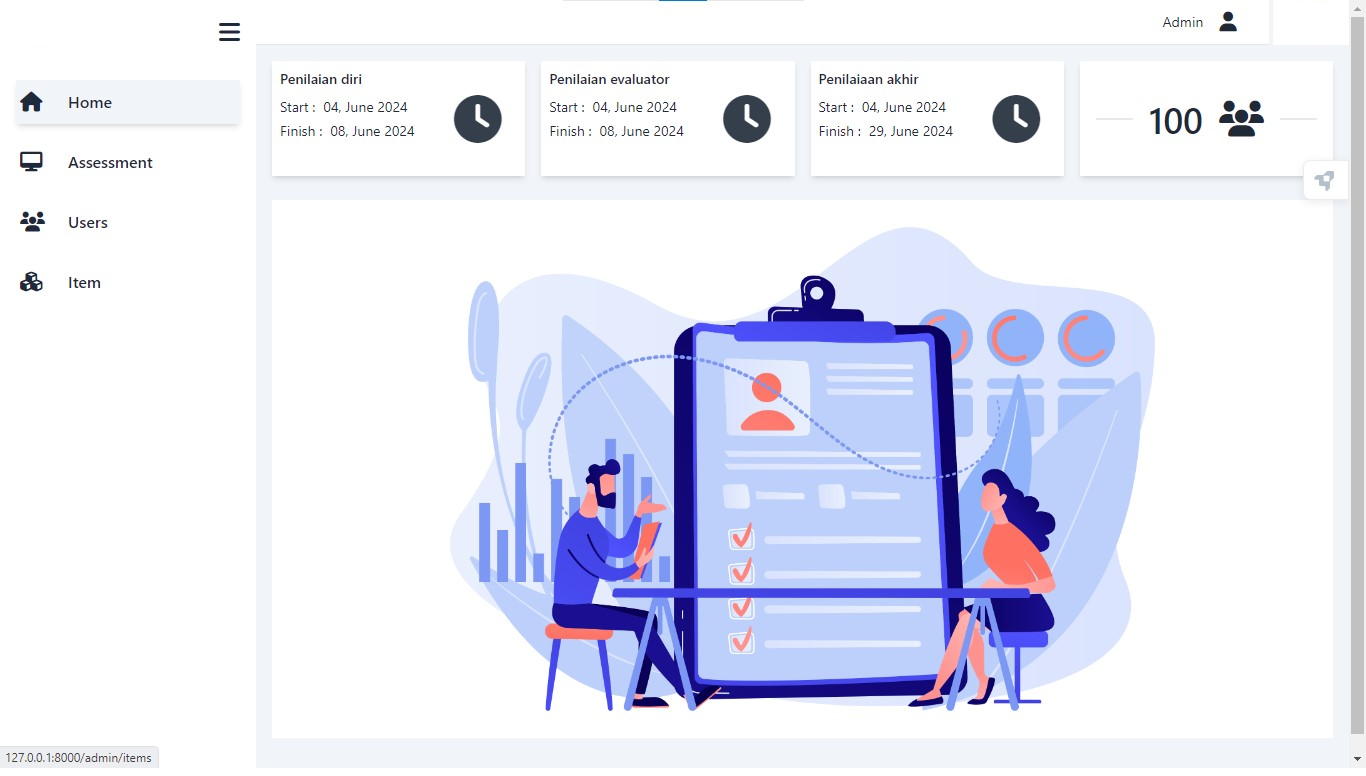 Admin
Home
Assessment
Users
Item
Penilaian diri
Start : 04, June 2024
Finish : 08, June 2024
Penilaian evaluator
Start : 04, June 2024
Finish : 08, June 2024
Penilaiaan akhir
Start : 04, June 2024
Finish : 29, June 2024
100
127.0.0.1:8000/admin/items